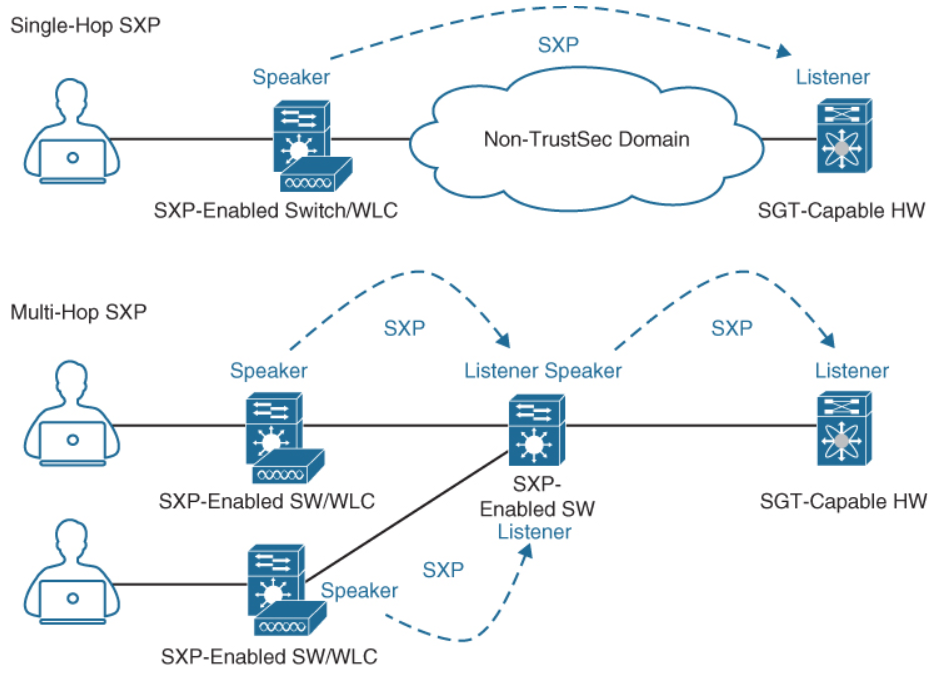 Single-Hop SXP
SXP
Speaker
Listener
Non-TrustSec Domain
SXP-Enabled Switch/WLC
SGT-Capable HW
Multi-Hop SXP
SXP
SXP
Speaker
Listener Speaker
Listener
SXP-Enabled SW/WLC
SXP-
Enabled SW
SGT-Capable HW
Listener
SXP
Speaker
SXP-Enabled SW/WLC